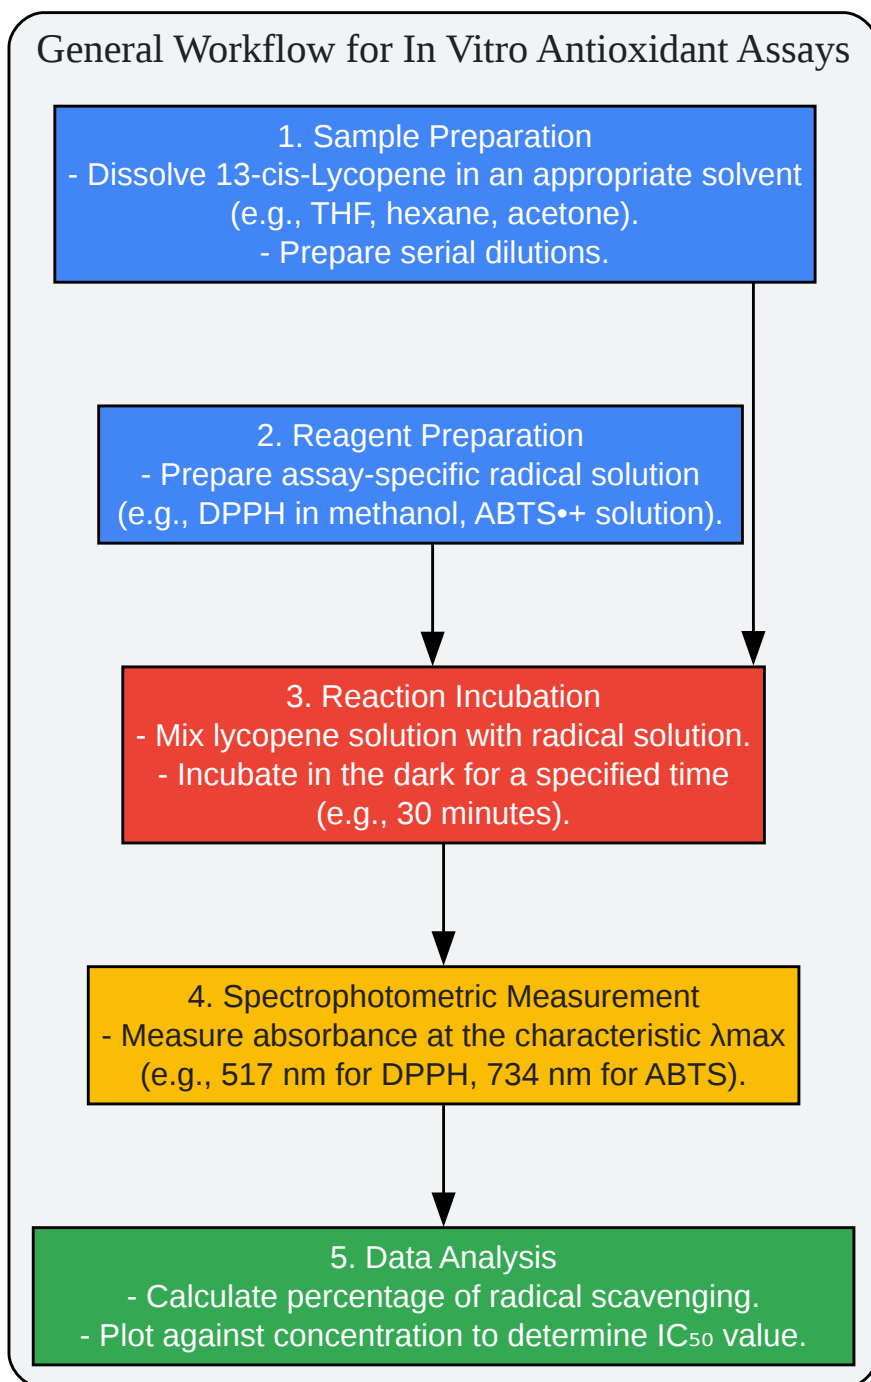 General Workflow for In Vitro Antioxidant Assays
1. Sample Preparation
- Dissolve 13-cis-Lycopene in an appropriate solvent
(e.g., THF, hexane, acetone).
- Prepare serial dilutions.
2. Reagent Preparation
- Prepare assay-specific radical solution
(e.g., DPPH in methanol, ABTS•+ solution).
3. Reaction Incubation
- Mix lycopene solution with radical solution.
- Incubate in the dark for a specified time
(e.g., 30 minutes).
4. Spectrophotometric Measurement
- Measure absorbance at the characteristic λmax
(e.g., 517 nm for DPPH, 734 nm for ABTS).
5. Data Analysis
- Calculate percentage of radical scavenging.
- Plot against concentration to determine IC₅₀ value.